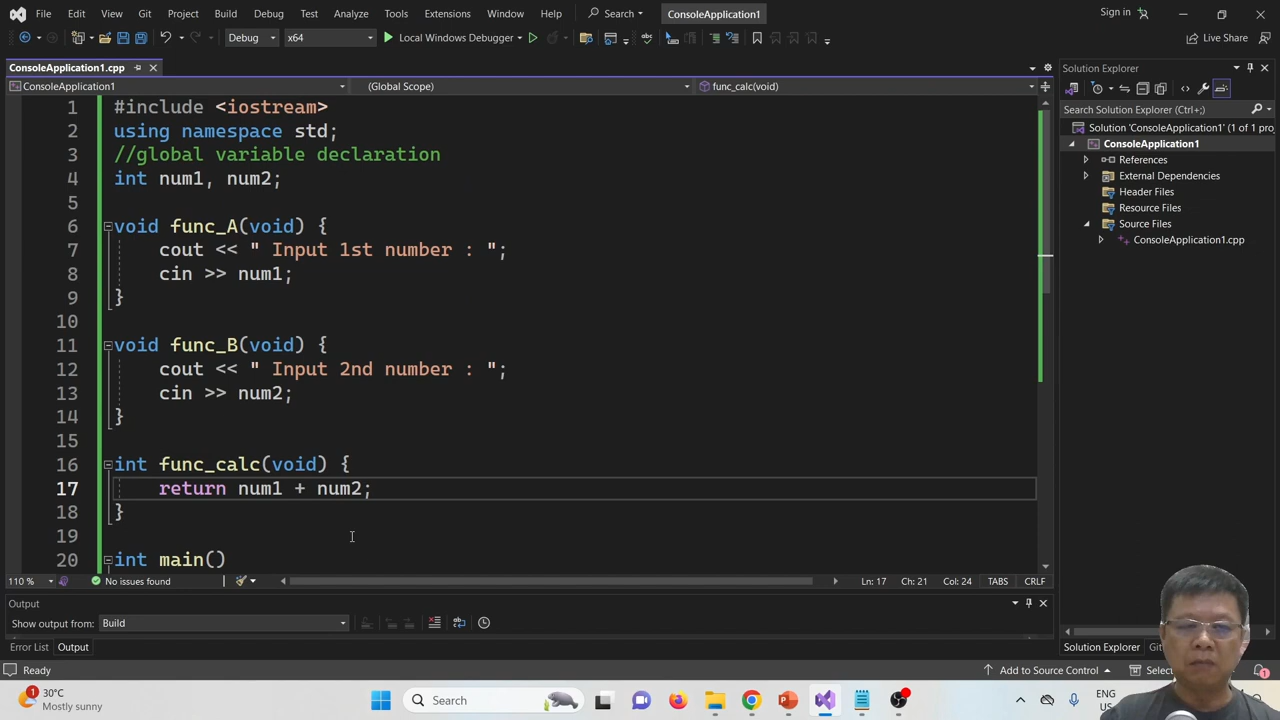 File Edit View Git Project Build Debug Test Analyze Tools Extensions Window Help Search ConsoleApplication1 Sign in
Debug x64 Local Windows Debugger Live Share
ConsoleApplication1.cpp
ConsoleApplication1 (Global Scope) func_calc(void)
1 #include <iostream>
2 using namespace std;
3 //global variable declaration
4 int num1, num2;
5
6 void func_A(void) {
7 cout << " Input 1st number : ";
8 cin >> num1;
9 }
10
11 void func_B(void) {
12 cout << " Input 2nd number : ";
13 cin >> num2;
14 }
15
16 int func_calc(void) {
17 return num1 + num2;
18 }
19
20 int main()
110 % No issues found Ln: 17 Ch: 21 Col: 24 TABS CRLF
Output
Show output from: Build
Error List Output
Ready
Solution Explorer
Search Solution Explorer (Ctrl+;)
Solution 'ConsoleApplication1' (1 of 1 pro
ConsoleApplication1
References
External Dependencies
Header Files
Resource Files
Source Files
ConsoleApplication1.cpp
Solution Explorer Git
Add to Source Control Selec
1 30°C
Mostly sunny
Search
ENG
US